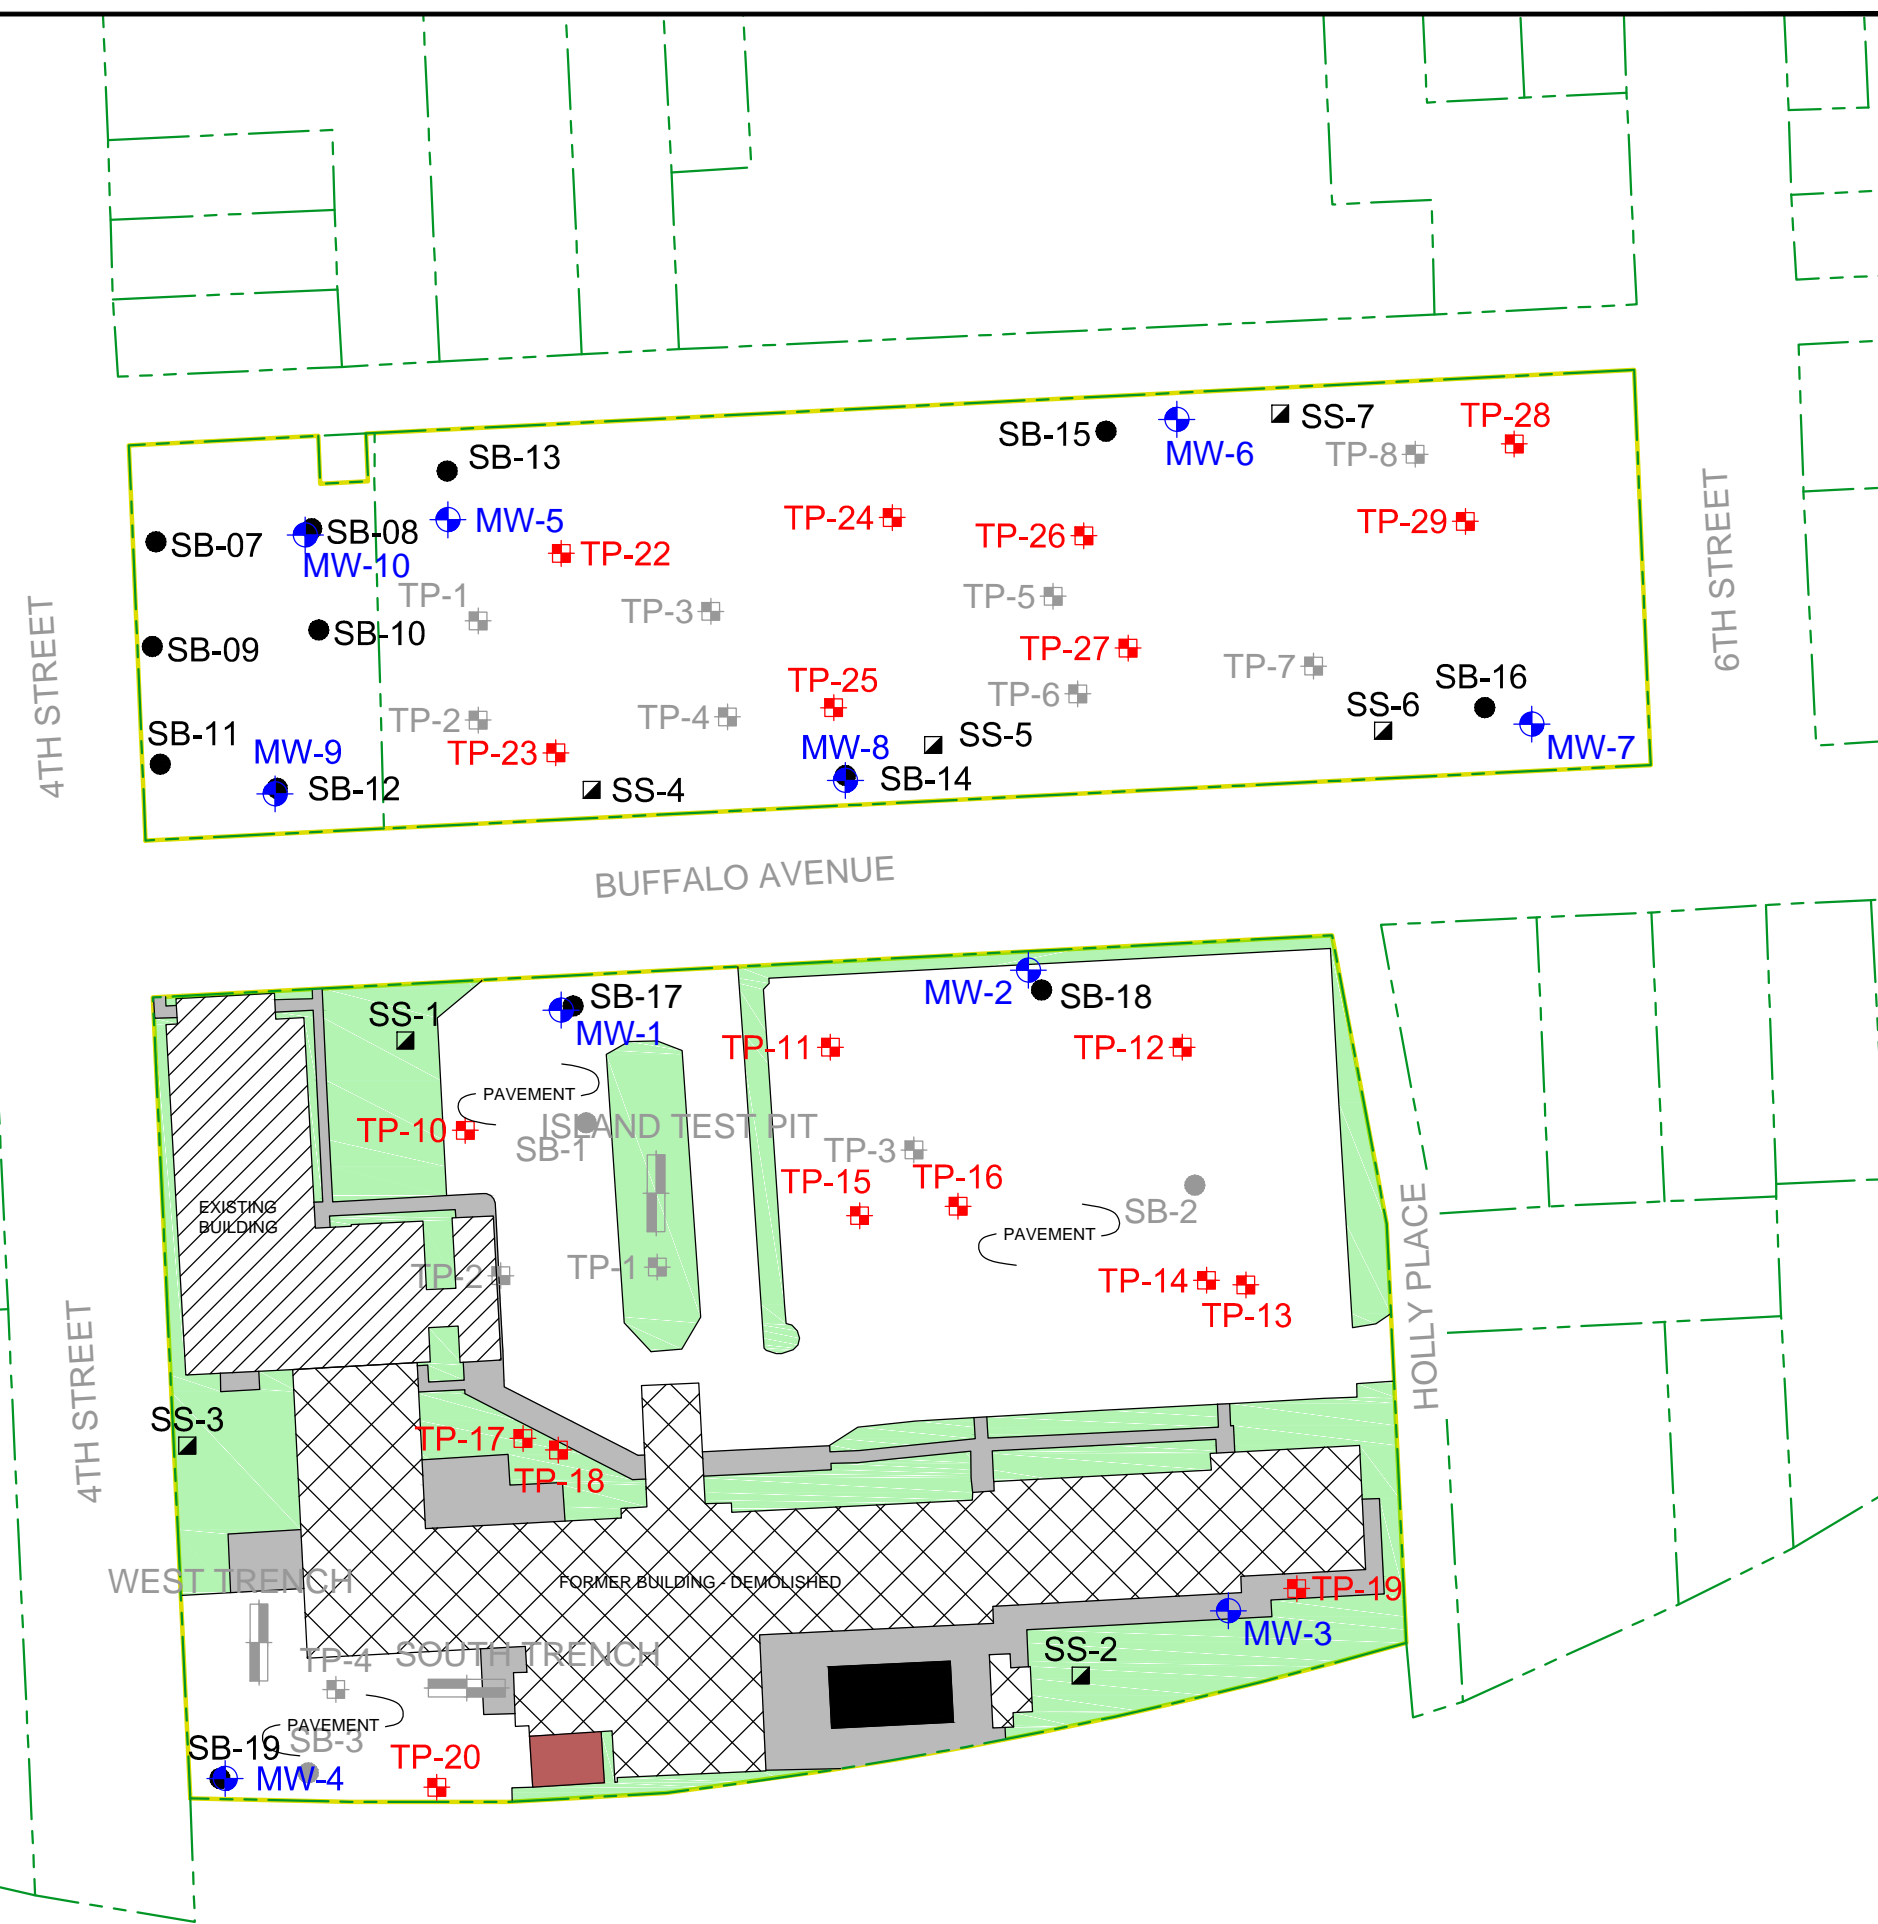 SS-7
TP-28
SB-15
MW-6
TP-8
SB-13
MW-5
TP-24
TP-26
TP-29
SB-07
SB-08
MW-10
TP-22
TP-1
TP-3
TP-5
SB-09
SB-10
TP-27
TP-7
6TH STREET
4TH STREET
TP-25
TP-6
SB-16
TP-2
TP-4
SS-6
SB-11
MW-9
TP-23
MW-8
SS-5
MW-7
SB-12
SS-4
SB-14
BUFFALO AVENUE
SS-1
SB-17
MW-1
MW-2
SB-18
TP-11
TP-12
PAVEMENT
TP-10
ISLAND TEST PIT
SB-1
TP-3
TP-15
TP-16
SB-2
EXISTING
BUILDING
PAVEMENT
TP-2
TP-1
TP-14
TP-13
HOLLY PLACE
4TH STREET
SS-3
TP-17
TP-18
WEST TRENCH
FORMER BUILDING - DEMOLISHED
TP-19
MW-3
TP-4
SOUTH TRENCH
SS-2
PAVEMENT
SB-3
SB-19
MW-4
TP-20